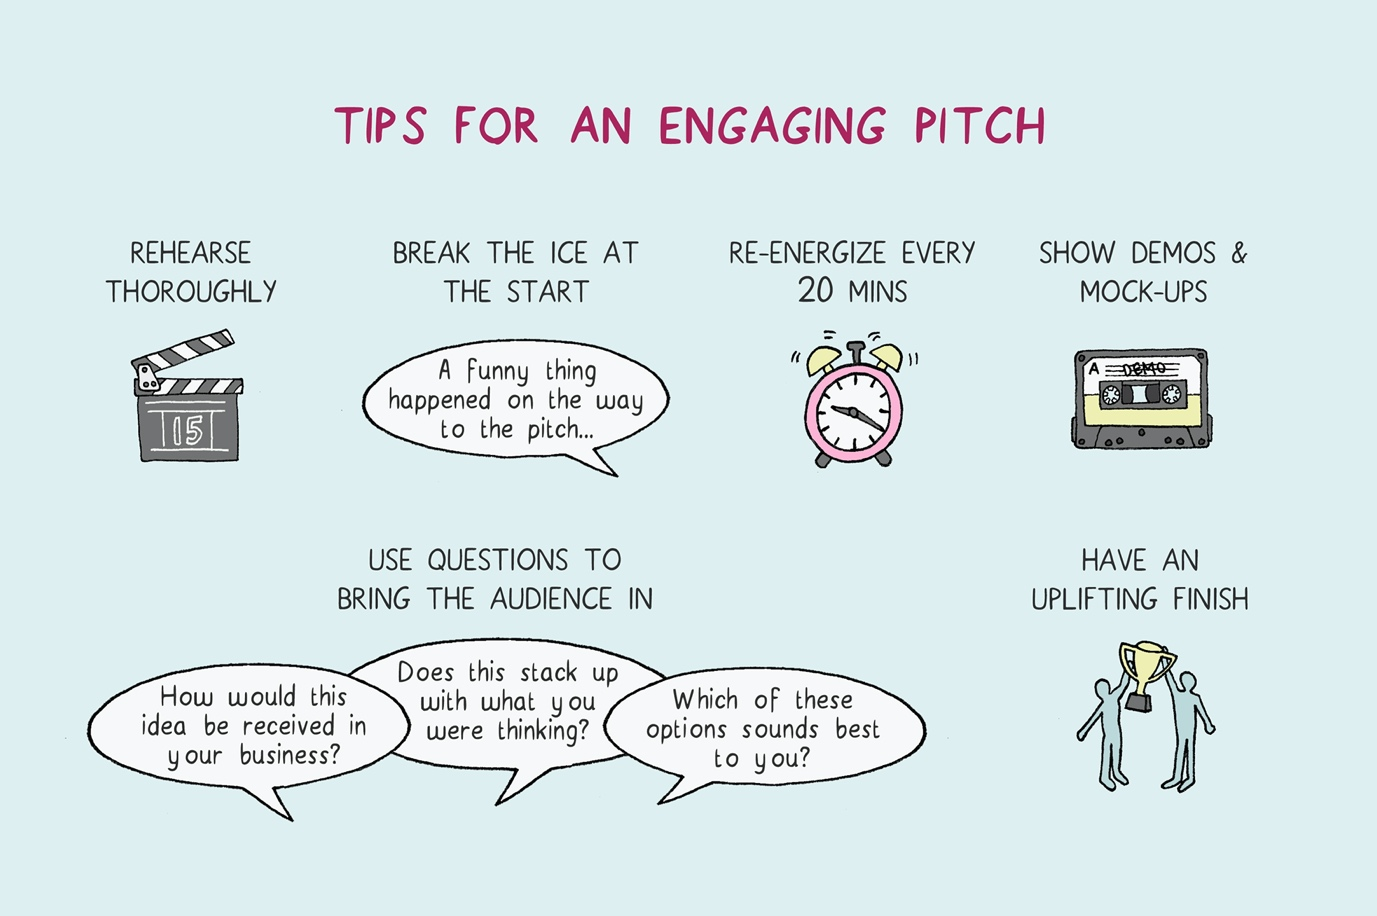 TIPS FOR AN ENGAGING PITCH
REHEARSE
THOROUGHLY
15
BREAK THE ICE AT
THE START
A funny thing
happened on the way
to the pitch...
RE-ENERGIZE EVERY
20 MINS
SHOW DEMOS &
MOCK-UPS
A DEMO
USE QUESTIONS TO
BRING THE AUDIENCE IN
How would this
idea be received in
your business?
Does this stack up
with what you
were thinking?
Which of these
options sounds best
to you?
HAVE AN
UPLIFTING FINISH